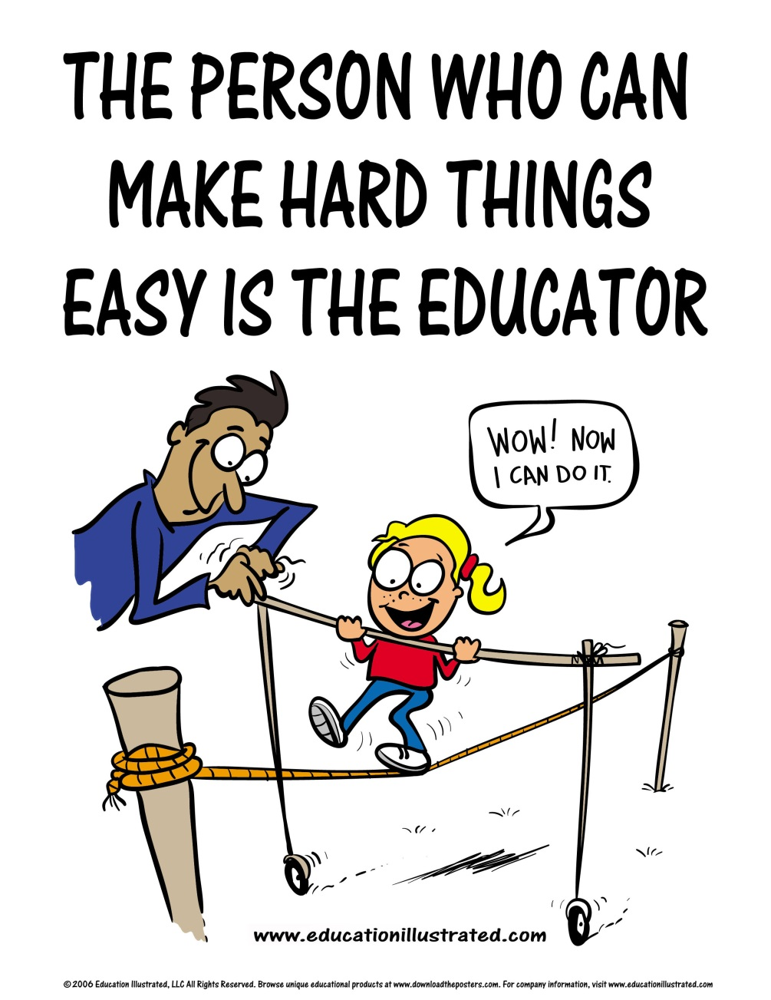 THE PERSON WHO CAN
MAKE HARD THINGS
EASY IS THE EDUCATOR
WOW! NOW
I CAN DO IT.
www.educationillustrated.com
©2006 Education Illustrated, LLC All Rights Reserved. Browse unique educational products at www.downloadtheposters.com. For company information, visit www.educationillustrated.com